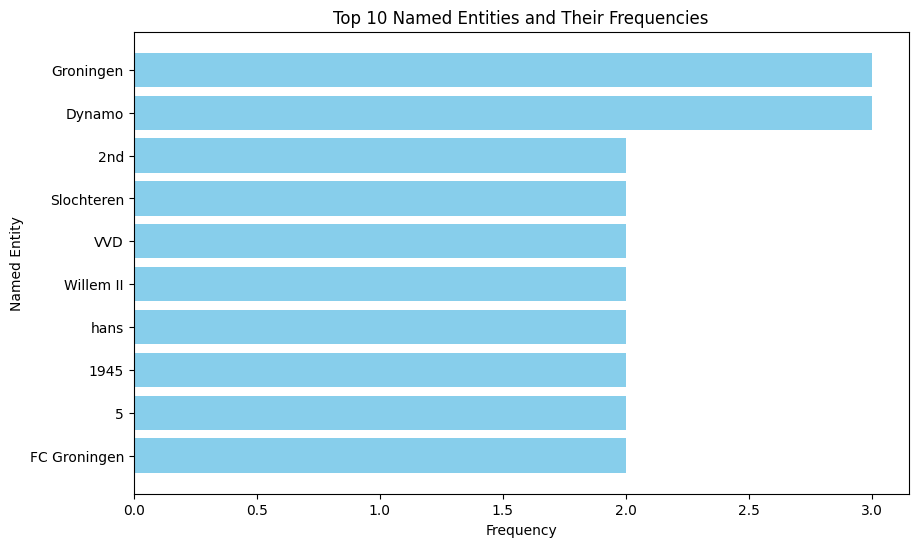 Top 10 Named Entities and Their Frequencies
Named Entity
Groningen
Dynamo
2nd
Slochteren
VVD
Willem II
hans
1945
5
FC Groningen
0.0 0.5 1.0 1.5 2.0 2.5 3.0
Frequency